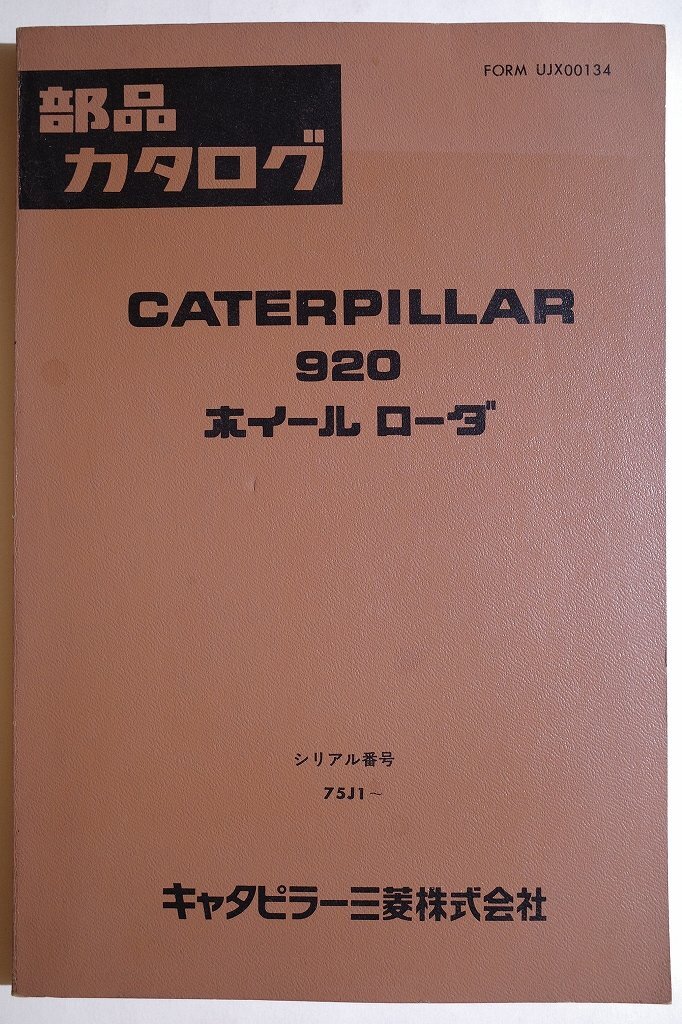 FORM UJX00134
部品
カタログ
CATERPILLAR
920
ホイール ローダ
シリアル番号
75J1~
キャタピラー三菱株式会社